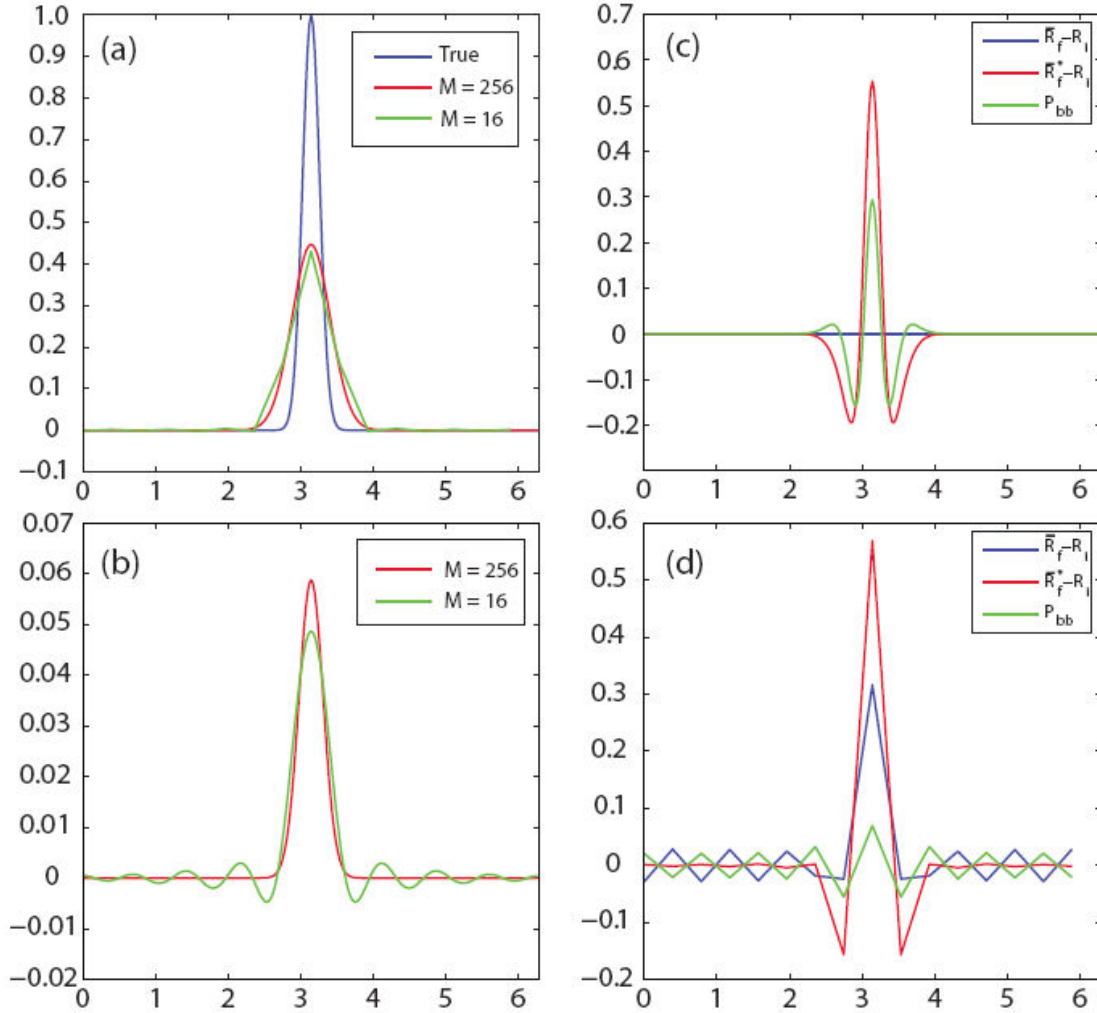 (a)
True
M = 256
M = 16
1.0
0.9
0.8
0.7
0.6
0.5
0.4
0.3
0.2
0.1
0
−0.1
0 1 2 3 4 5 6
(c)
R̄f−Ri
R̄*f−Ri
Pbb
0.7
0.6
0.5
0.4
0.3
0.2
0.1
0
−0.1
−0.2
0 1 2 3 4 5 6
(b)
M = 256
M = 16
0.07
0.06
0.05
0.04
0.03
0.02
0.01
0
−0.01
−0.02
0 1 2 3 4 5 6
(d)
R̄f−Ri
R̄*f−Ri
Pbb
0.6
0.5
0.4
0.3
0.2
0.1
0
−0.1
−0.2
0 1 2 3 4 5 6